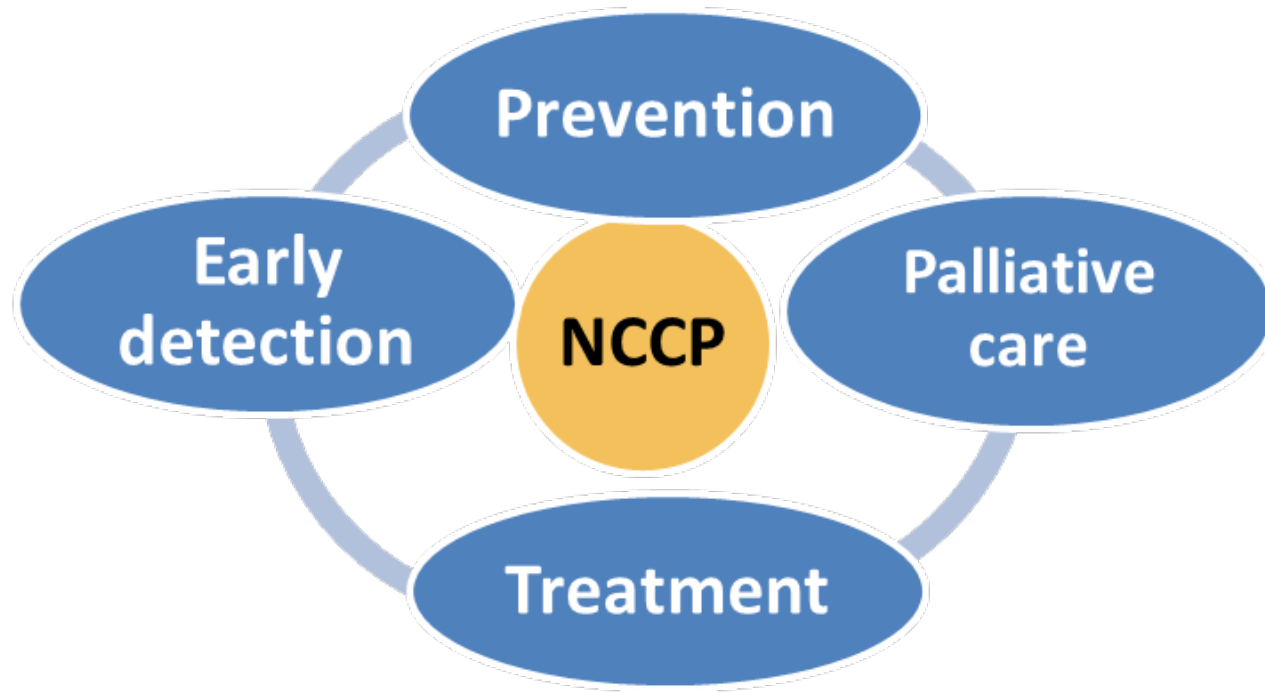 Prevention
Early
detection
NCCP
Palliative
care
Treatment